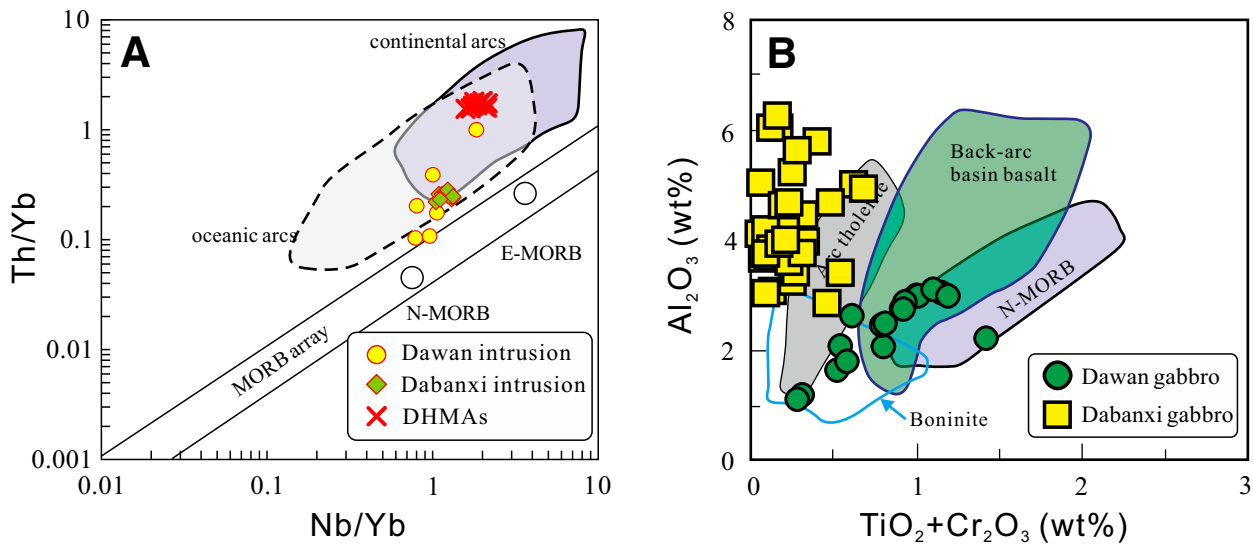 A
10
continental arcs
1
Th/Yb
0.1
oceanic arcs
E-MORB
N-MORB
0.01
MORB array
Dawan intrusion
Dabanxi intrusion
DHMAs
0.001
0.01
0.1
1
10
Nb/Yb
B
8
6
Back-arc
basin basalt
Arc tholeiite
4
Al₂O₃ (wt%)
N-MORB
2
Boninite
Dawan gabbro
Dabanxi gabbro
0
0
1
2
3
TiO₂+Cr₂O₃ (wt%)